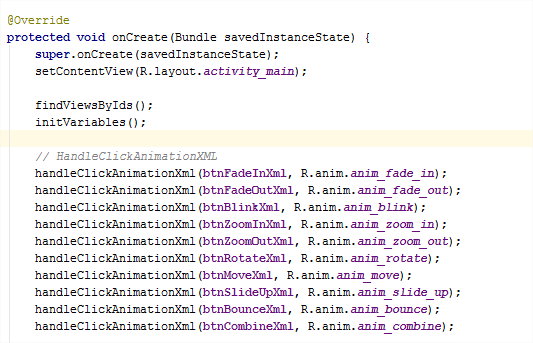 @Override
protected void onCreate(Bundle savedInstanceState) {
super.onCreate(savedInstanceState);
setContentView(R.layout.activity_main);
findViewsByIds();
initVariables();
// HandleClickAnimationXML
handleClickAnimationXml(btnFadeInXml, R.anim.anim_fade_in);
handleClickAnimationXml(btnFadeOutXml, R.anim.anim_fade_out);
handleClickAnimationXml(btnBlinkXml, R.anim.anim_blink);
handleClickAnimationXml(btnZoomInXml, R.anim.anim_zoom_in);
handleClickAnimationXml(btnZoomOutXml, R.anim.anim_zoom_out);
handleClickAnimationXml(btnRotateXml, R.anim.anim_rotate);
handleClickAnimationXml(btnMoveXml, R.anim.anim_move);
handleClickAnimationXml(btnSlideUpXml, R.anim.anim_slide_up);
handleClickAnimationXml(btnBounceXml, R.anim.anim_bounce);
handleClickAnimationXml(btnCombineXml, R.anim.anim_combine);